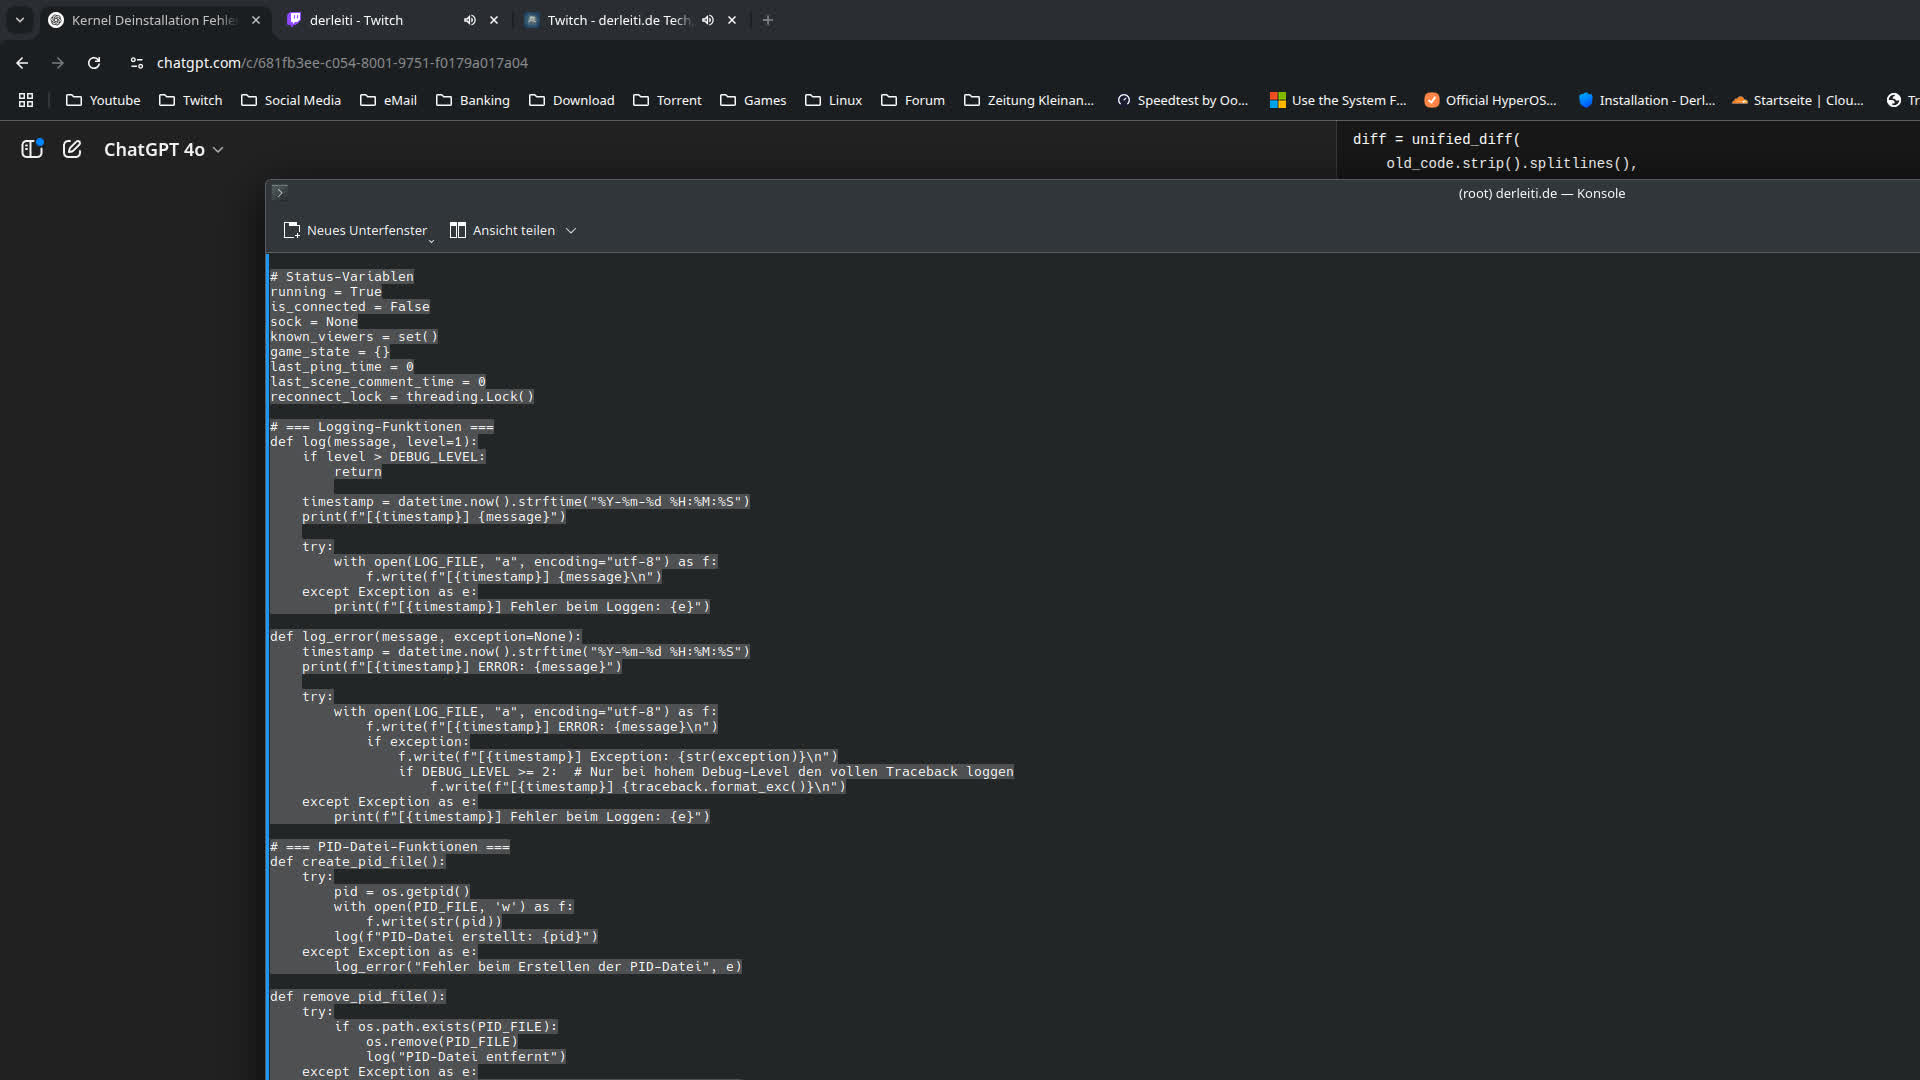 Kernel Deinstallation Fehle
derleiti - Twitch
Twitch - derleiti.de Tech
chatgpt.com/c/681fb3ee-c054-8001-9751-f0179a017a04
Youtube
Twitch
Social Media
eMail
Banking
Download
Torrent
Games
Linux
Forum
Zeitung Kleinan...
Speedtest by Oo...
Use the System F...
Official HyperOS...
Installation - Derl...
Startseite | Clou...
Tr
ChatGPT 4o
diff = unified_diff(
    old_code.strip().splitlines(),
(root) derleiti.de — Konsole
Neues Unterfenster
Ansicht teilen
# Status-Variablen
running = True
is_connected = False
sock = None
known_viewers = set()
game_state = {}
last_ping_time = 0
last_scene_comment_time = 0
reconnect_lock = threading.Lock()
# === Logging-Funktionen ===
def log(message, level=1):
    if level > DEBUG_LEVEL:
        return
    timestamp = datetime.now().strftime("%Y-%m-%d %H:%M:%S")
    print(f"[{timestamp}] {message}")
    try:
        with open(LOG_FILE, "a", encoding="utf-8") as f:
            f.write(f"[{timestamp}] {message}\n")
    except Exception as e:
        print(f"[{timestamp}] Fehler beim Loggen: {e}")
def log_error(message, exception=None):
    timestamp = datetime.now().strftime("%Y-%m-%d %H:%M:%S")
    print(f"[{timestamp}] ERROR: {message}")
    try:
        with open(LOG_FILE, "a", encoding="utf-8") as f:
            f.write(f"[{timestamp}] ERROR: {message}\n")
            if exception:
                f.write(f"[{timestamp}] Exception: {str(exception)}\n")
                if DEBUG_LEVEL >= 2:  # Nur bei hohem Debug-Level den vollen Traceback loggen
                    f.write(f"[{timestamp}] {traceback.format_exc()}\n")
    except Exception as e:
        print(f"[{timestamp}] Fehler beim Loggen: {e}")
# === PID-Datei-Funktionen ===
def create_pid_file():
    try:
        pid = os.getpid()
        with open(PID_FILE, 'w') as f:
            f.write(str(pid))
        log(f"PID-Datei erstellt: {pid}")
    except Exception as e:
        log_error("Fehler beim Erstellen der PID-Datei", e)
def remove_pid_file():
    try:
        if os.path.exists(PID_FILE):
            os.remove(PID_FILE)
            log("PID-Datei entfernt")
    except Exception as e: